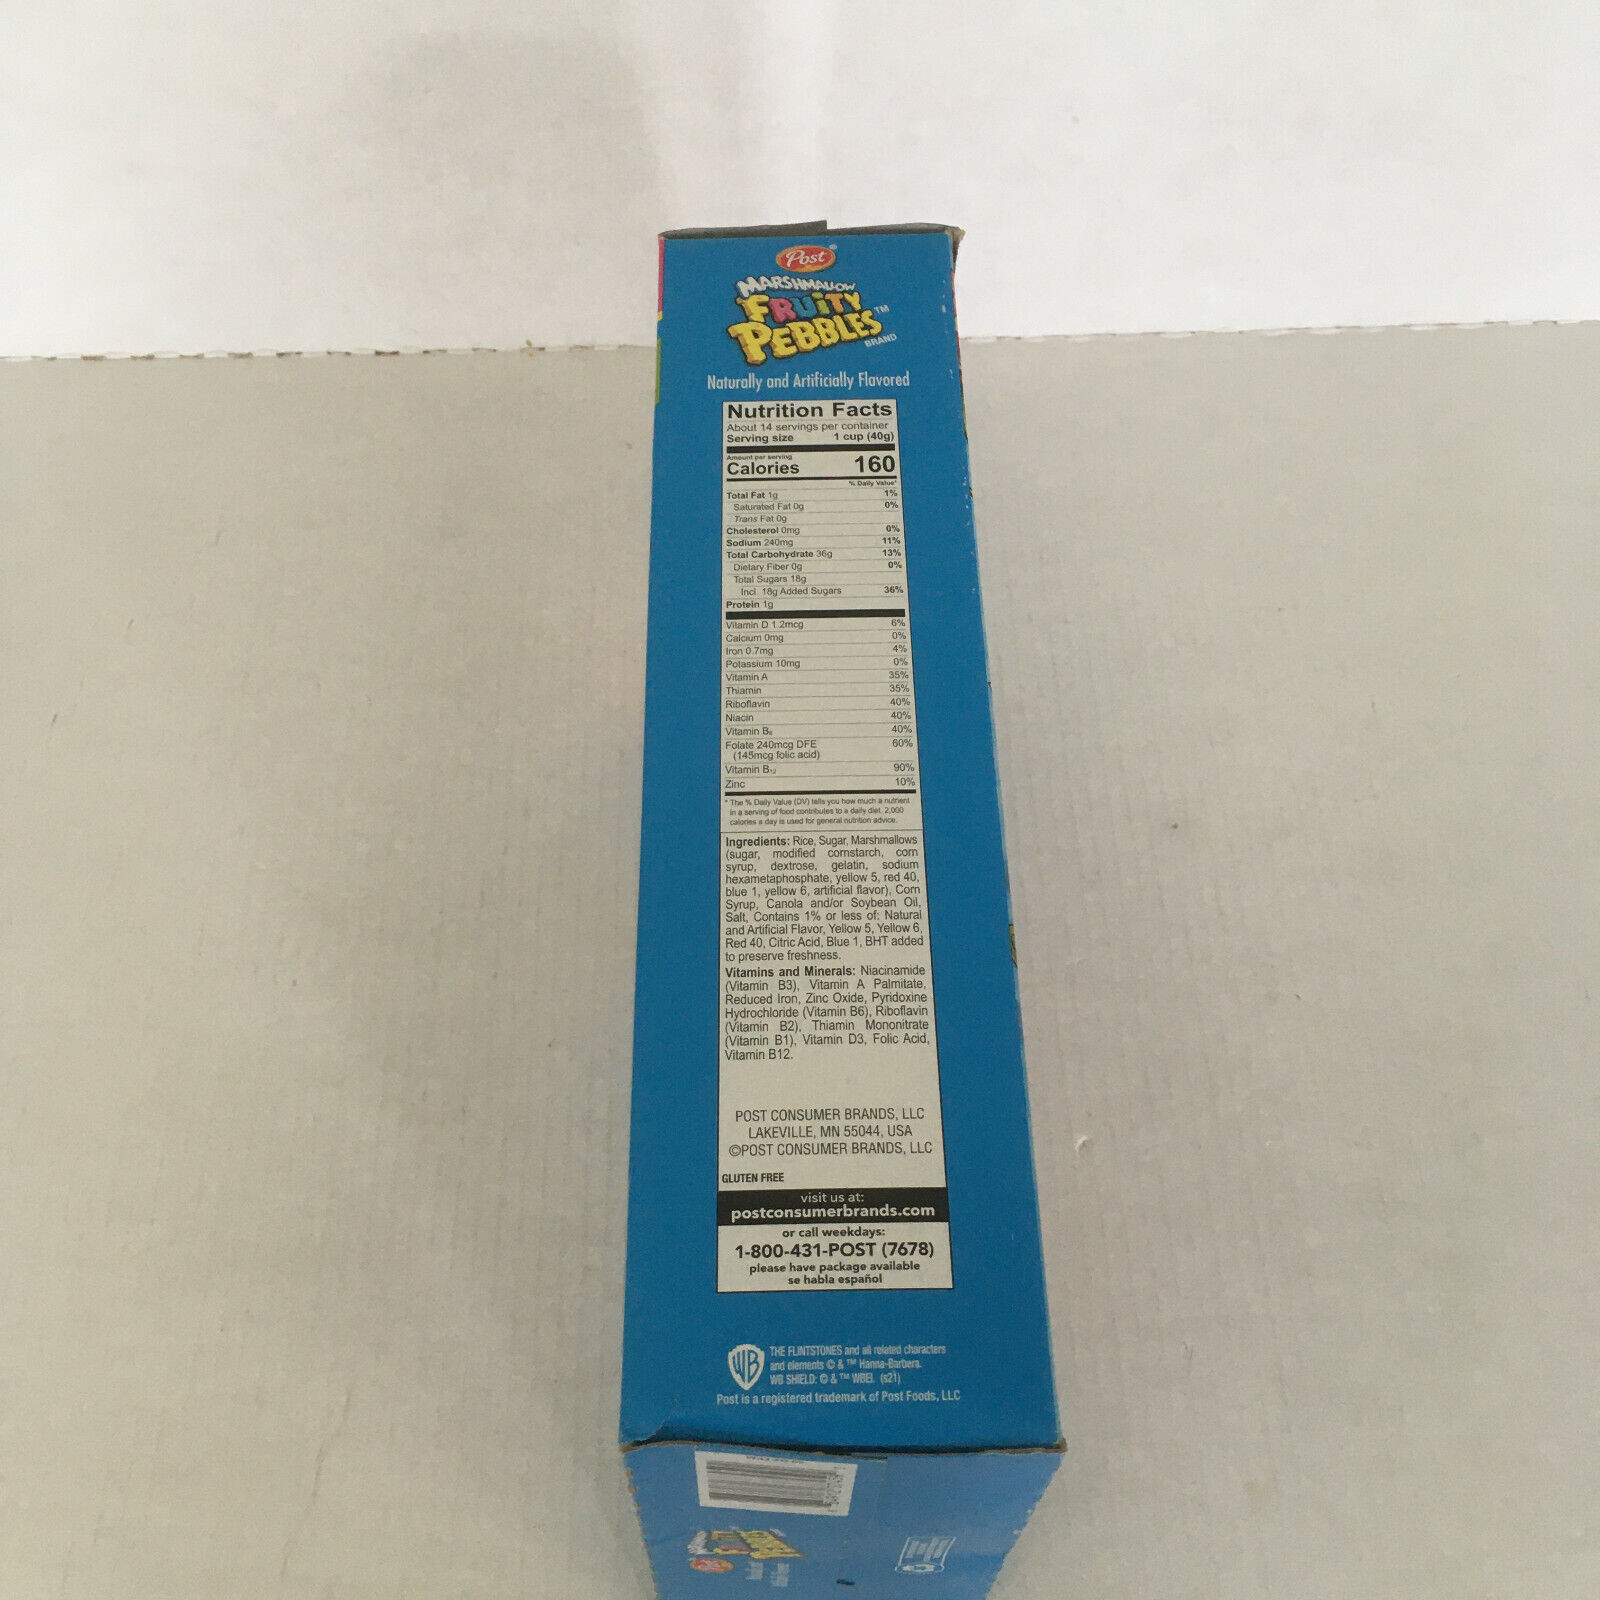 Post
MARSHMALLOW
FRUITY
PEBBLES™
BRAND
Naturally and Artificially Flavored
Nutrition Facts
About 14 servings per container
Serving size 1 cup (40g)
Amount per serving
Calories 160
% Daily Value*
Total Fat 1g 1%
Saturated Fat 0g 0%
Trans Fat 0g
Cholesterol 0mg 0%
Sodium 240mg 11%
Total Carbohydrate 36g 13%
Dietary Fiber 0g 0%
Total Sugars 18g
Incl. 18g Added Sugars 36%
Protein 1g
Vitamin D 1.2mcg 6%
Calcium 0mg 0%
Iron 0.7mg 4%
Potassium 10mg 0%
Vitamin A 35%
Thiamin 35%
Riboflavin 40%
Niacin 40%
Vitamin B6 40%
Folate 240mcg DFE 60%
(145mcg folic acid)
Vitamin B12 90%
Zinc 10%
* The % Daily Value (DV) tells you how much a nutrient
in a serving of food contributes to a daily diet. 2,000
calories a day is used for general nutrition advice.
Ingredients: Rice, Sugar, Marshmallows
(sugar, modified cornstarch, corn
syrup, dextrose, gelatin, sodium
hexametaphosphate, yellow 5, red 40,
blue 1, yellow 6, artificial flavor), Corn
Syrup, Canola and/or Soybean Oil,
Salt, Contains 1% or less of: Natural
and Artificial Flavor, Yellow 5, Yellow 6,
Red 40, Citric Acid, Blue 1, BHT added
to preserve freshness.
Vitamins and Minerals: Niacinamide
(Vitamin B3), Vitamin A Palmitate,
Reduced Iron, Zinc Oxide, Pyridoxine
Hydrochloride (Vitamin B6), Riboflavin
(Vitamin B2), Thiamin Mononitrate
(Vitamin B1), Vitamin D3, Folic Acid,
Vitamin B12.
POST CONSUMER BRANDS, LLC
LAKEVILLE, MN 55044, USA
©POST CONSUMER BRANDS, LLC
GLUTEN FREE
visit us at:
postconsumerbrands.com
or call weekdays:
1-800-431-POST (7678)
please have package available
se habla español
WB
THE FLINTSTONES and all related characters
and elements © & ™ Hanna-Barbera.
WB SHIELD: © & ™ WBEI. (s21)
Post is a registered trademark of Post Foods, LLC